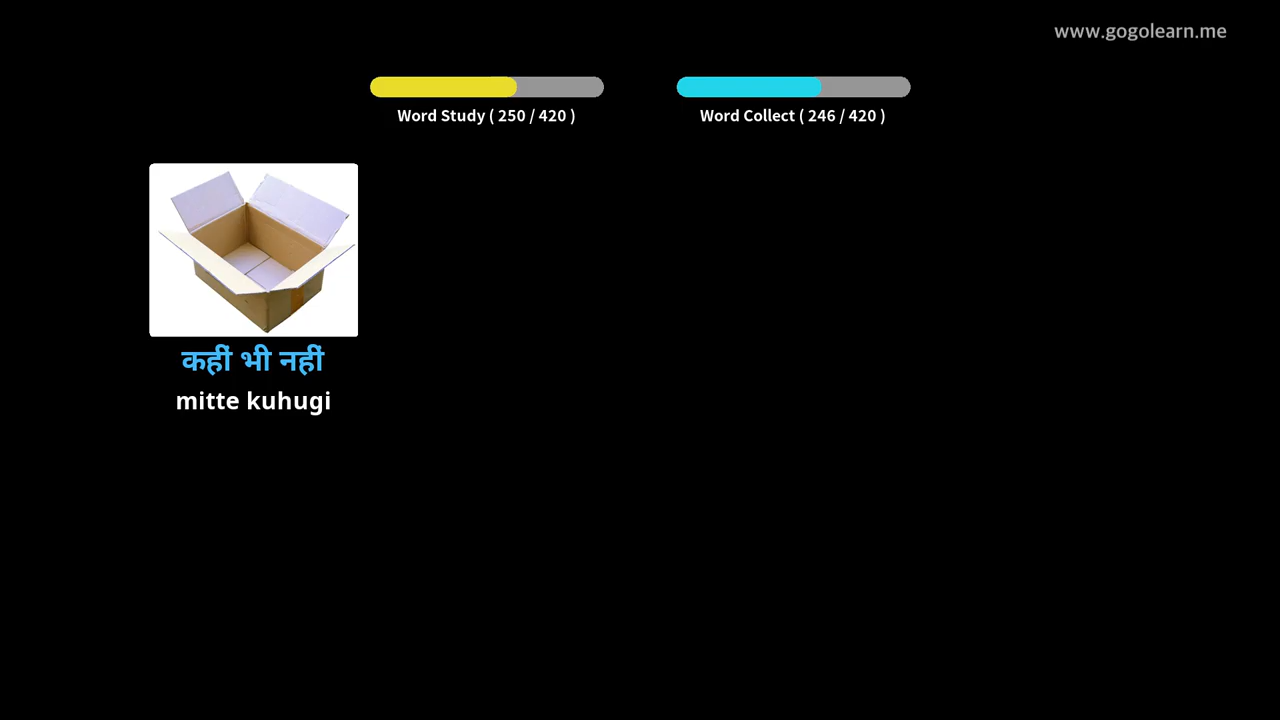 www.gogolearn.me
Word Study ( 250 / 420 )
Word Collect ( 246 / 420 )
कहीं भी नहीं
mitte kuhugi